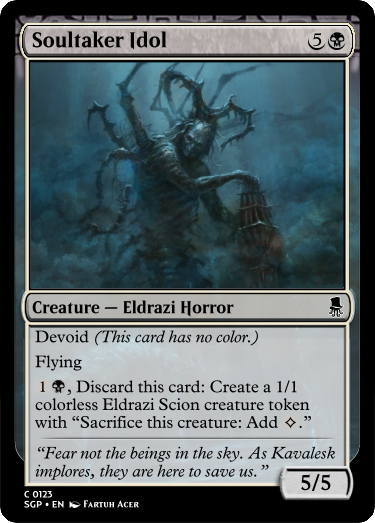 Soultaker Idol 5
Creature — Eldrazi Horror
Devoid (This card has no color.)
Flying
1 , Discard this card: Create a 1/1
colorless Eldrazi Scion creature token
with “Sacrifice this creature: Add .”
“Fear not the beings in the sky. As Kavalesk
implores, they are here to save us.”
5/5
C 0123
SGP • EN Fartuh Acer